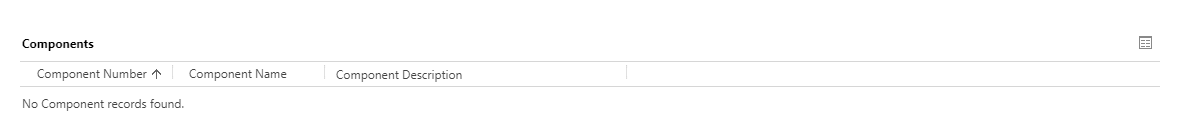 Components
Component Number ↑ Component Name Component Description
No Component records found.